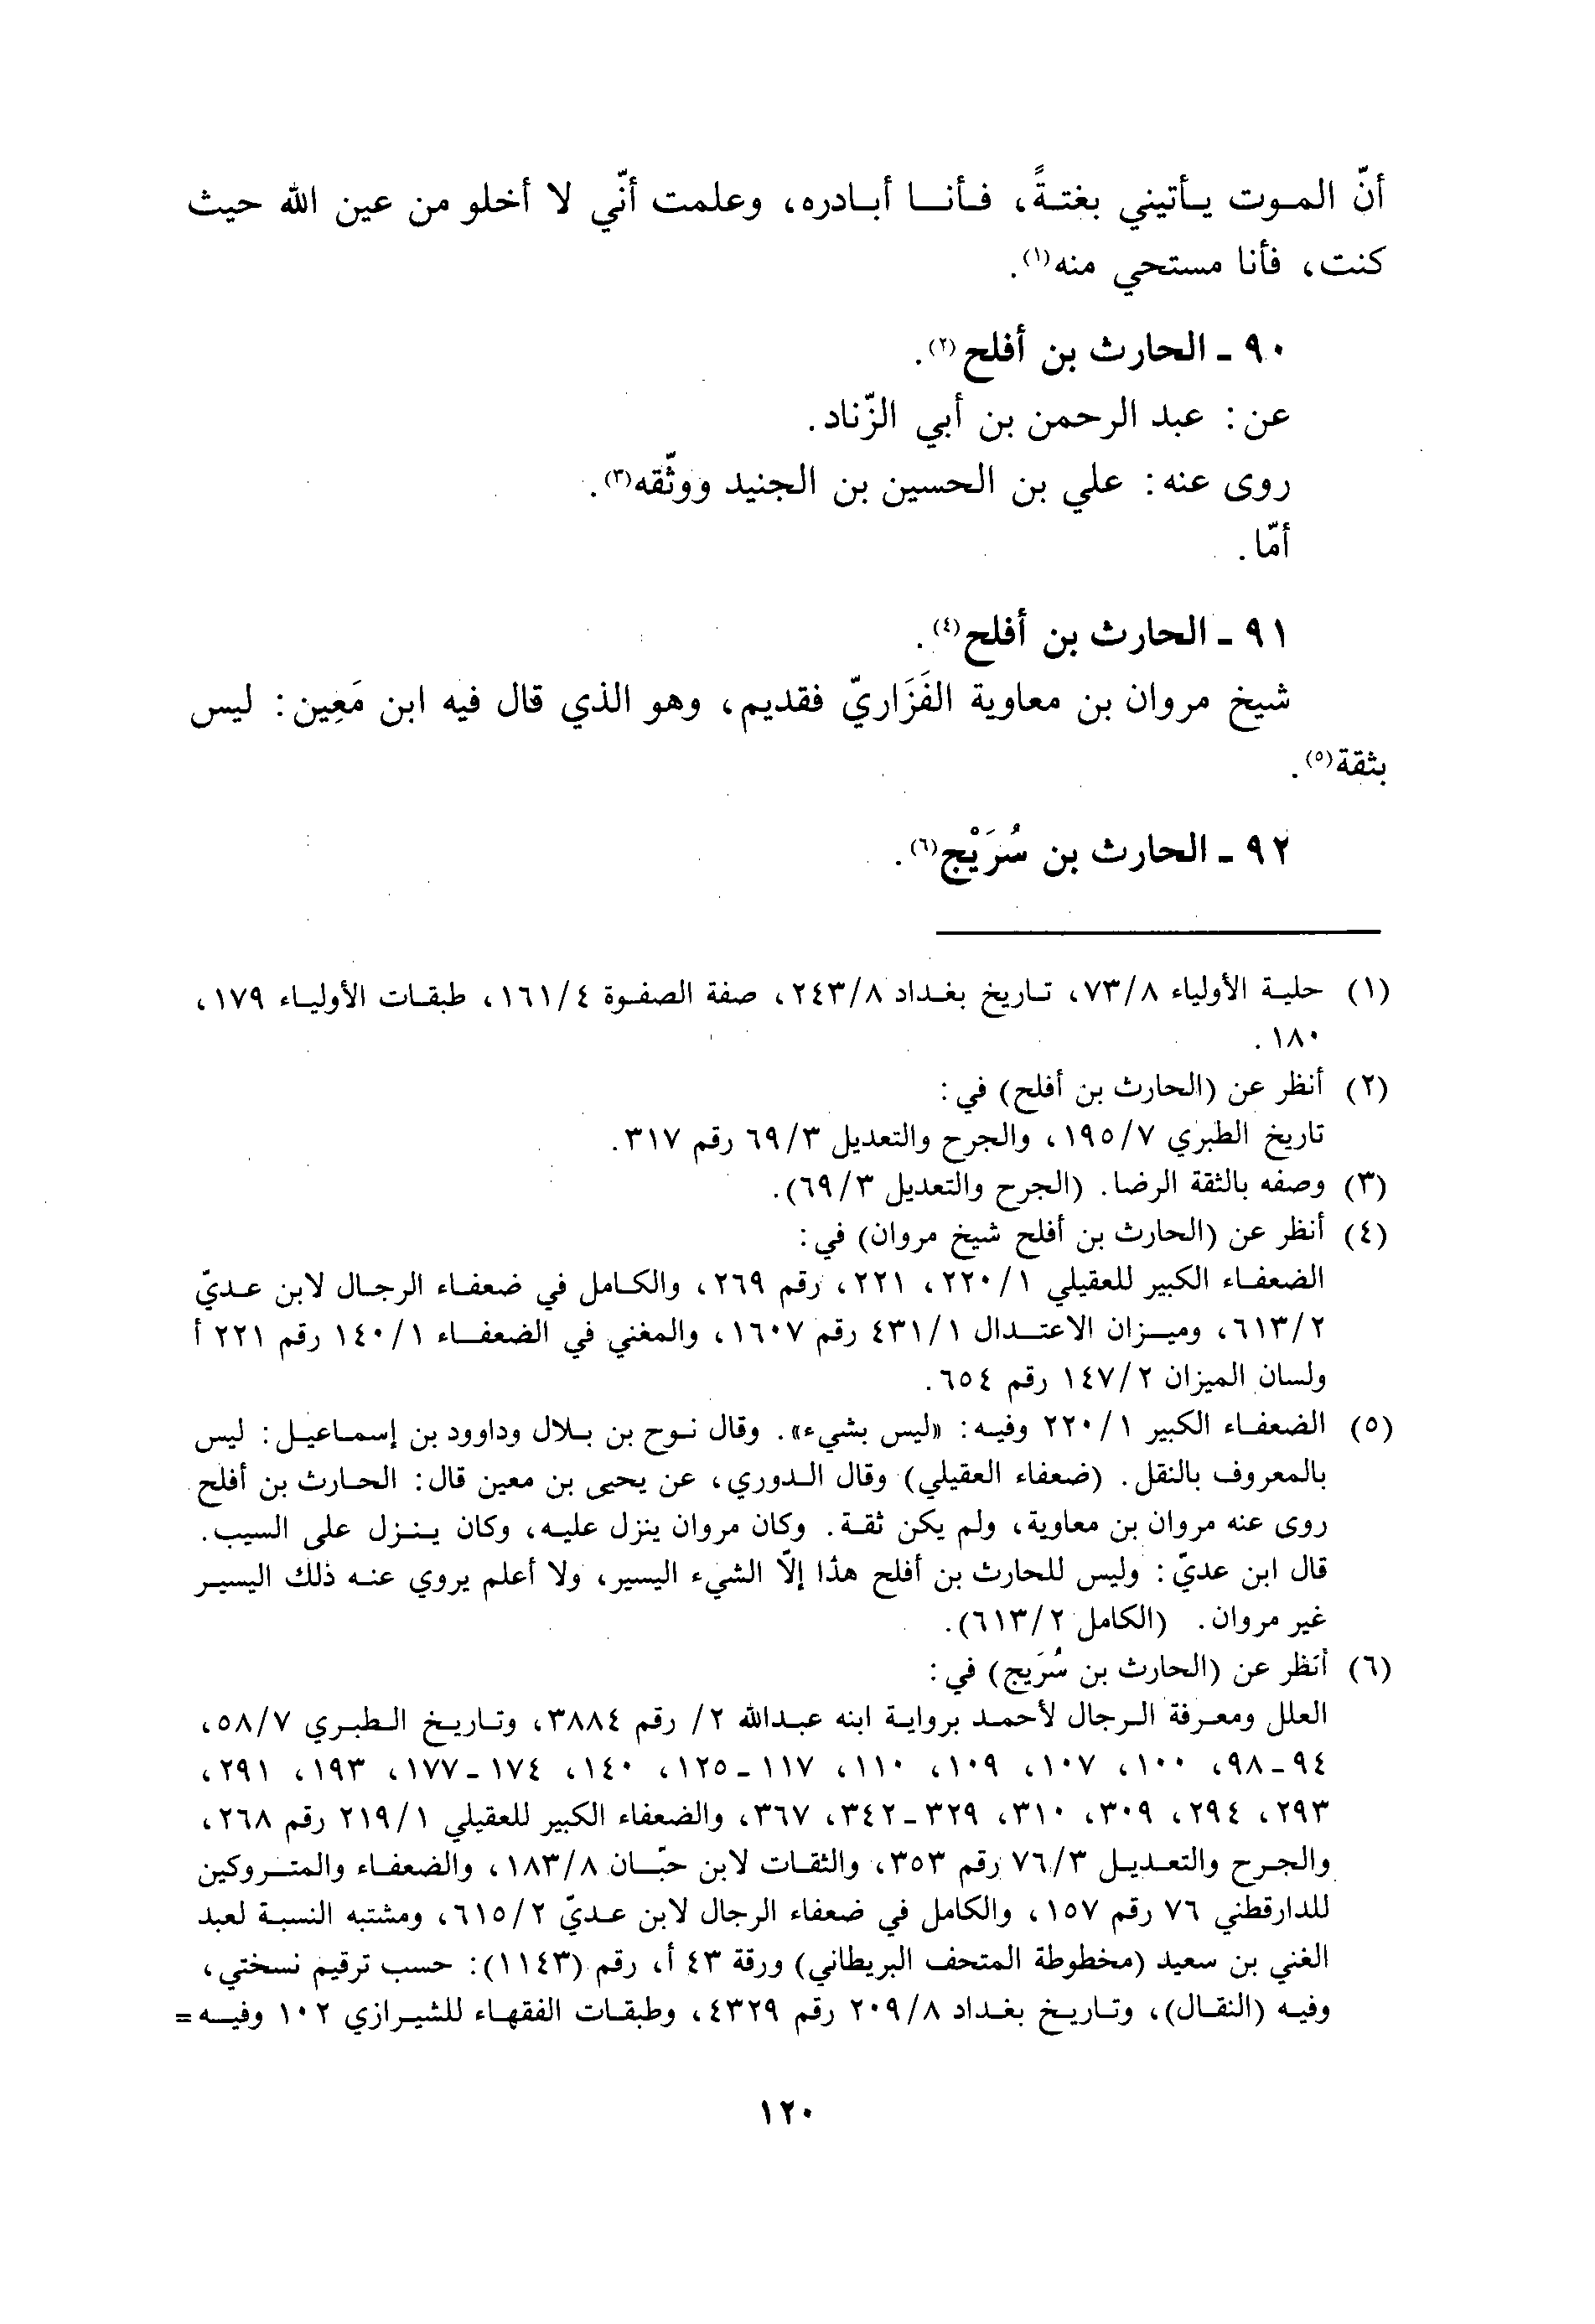 أنّ الموت يأتيني بغتةً، فأنا أبادره، وعلمت أنّي لا أخلو من عين الله حيث
كنت، فأنا مستحي منه(١).
٩٠ - الحارث بن أفلح(٢).
عن: عبد الرحمن بن أبي الزّناد.
روى عنه: علي بن الحسين بن الجنيد ووثّقه(٣).
أمّا.
٩١ - الحارث بن أفلح(٤).
شيخ مروان بن معاوية الفَزَاريّ فقديم، وهو الذي قال فيه ابن مَعِين: ليس
بثقة(٥).
٩٢ - الحارث بن سُرَيْج(٦).
(١) حلية الأولياء ٧٣/٨، تاريخ بغداد ٢٤٣/٨، صفة الصفوة ١٦١/٤، طبقات الأولياء ١٧٩،
١٨٠.
(٢) أنظر عن (الحارث بن أفلح) في:
تاريخ الطبري ١٩٥/٧، والجرح والتعديل ٦٩/٣ رقم ٣١٧.
(٣) وصفه بالثقة الرضا. (الجرح والتعديل ٦٩/٣).
(٤) أنظر عن (الحارث بن أفلح شيخ مروان) في:
الضعفاء الكبير للعقيلي ٢٢٠/١، ٢٢١، رقم ٢٦٩، والكامل في ضعفاء الرجال لابن عديّ
٦١٣/٢، وميزان الاعتدال ٤٣١/١ رقم ١٦٠٧، والمغني في الضعفاء ١٤٠/١ رقم ٢٢١ أ
ولسان الميزان ١٤٧/٢ رقم ٦٥٤.
(٥) الضعفاء الكبير ٢٢٠/١ وفيه: «ليس بشيء». وقال نوح بن بلال وداوود بن إسماعيل: ليس
بالمعروف بالنقل. (ضعفاء العقيلي) وقال الدوري، عن يحيى بن معين قال: الحارث بن أفلح
روى عنه مروان بن معاوية، ولم يكن ثقة. وكان مروان ينزل عليه، وكان ينزل على السيب.
قال ابن عديّ: وليس للحارث بن أفلح هذا إلّا الشيء اليسير، ولا أعلم يروي عنه ذلك اليسير
غير مروان. (الكامل ٦١٣/٢).
(٦) أنظر عن (الحارث بن سُرَيج) في:
العلل ومعرفة الرجال لأحمد برواية ابنه عبدالله ٢/ رقم ٣٨٨٤، وتاريخ الطبري ٥٨/٧،
٩٤ - ٩٨، ١٠٠، ١٠٧، ١٠٩، ١١٠، ١١٧ - ١٢٥، ١٤٠، ١٧٤ - ١٧٧، ١٩٣، ٢٩١،
٢٩٣، ٢٩٤، ٣٠٩، ٣١٠، ٣٢٩ - ٣٤٢، ٣٦٧، والضعفاء الكبير للعقيلي ٢١٩/١ رقم ٢٦٨،
والجرح والتعديل ٧٦/٣ رقم ٣٥٣، والثقات لابن حبّان ١٨٣/٨، والضعفاء والمتروكين
للدارقطني ٧٦ رقم ١٥٧، والكامل في ضعفاء الرجال لابن عديّ ٦١٥/٢، ومشتبه النسبة لعبد
الغني بن سعيد (مخطوطة المتحف البريطاني) ورقة ٤٣ أ، رقم (١١٤٣): حسب ترقيم نسختي،
وفيه (النقال)، وتاريخ بغداد ٢٠٩/٨ رقم ٤٣٢٩، وطبقات الفقهاء للشيرازي ١٠٢ وفيه =
١٢٠